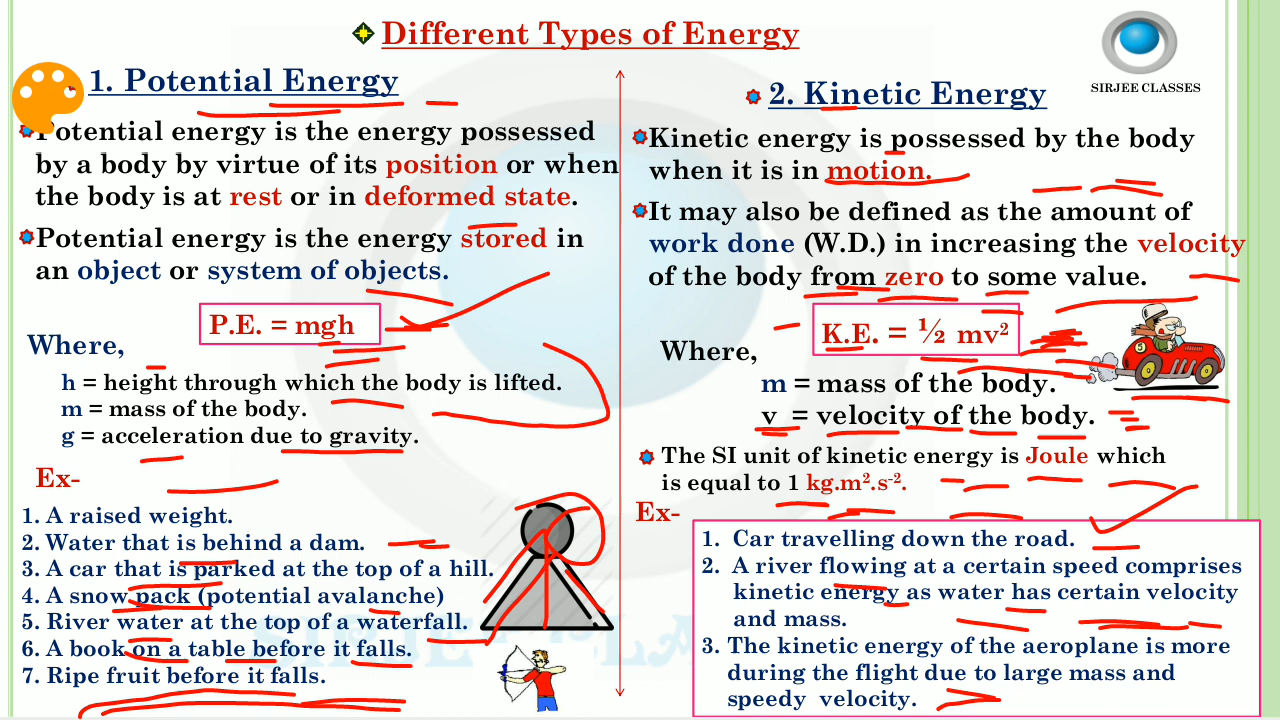 Different Types of Energy
SIRJEE CLASSES
1. Potential Energy
Potential energy is the energy possessed
by a body by virtue of its position or when
the body is at rest or in deformed state.
Potential energy is the energy stored in
an object or system of objects.
P.E. = mgh
Where,
h = height through which the body is lifted.
m = mass of the body.
g = acceleration due to gravity.
Ex-
1. A raised weight.
2. Water that is behind a dam.
3. A car that is parked at the top of a hill.
4. A snow pack (potential avalanche)
5. River water at the top of a waterfall.
6. A book on a table before it falls.
7. Ripe fruit before it falls.
2. Kinetic Energy
Kinetic energy is possessed by the body
when it is in motion.
It may also be defined as the amount of
work done (W.D.) in increasing the velocity
of the body from zero to some value.
K.E. = ½ mv²
Where,
m = mass of the body.
v = velocity of the body.
The SI unit of kinetic energy is Joule which
is equal to 1 kg.m².s⁻².
Ex-
1. Car travelling down the road.
2. A river flowing at a certain speed comprises
kinetic energy as water has certain velocity
and mass.
3. The kinetic energy of the aeroplane is more
during the flight due to large mass and
speedy velocity.